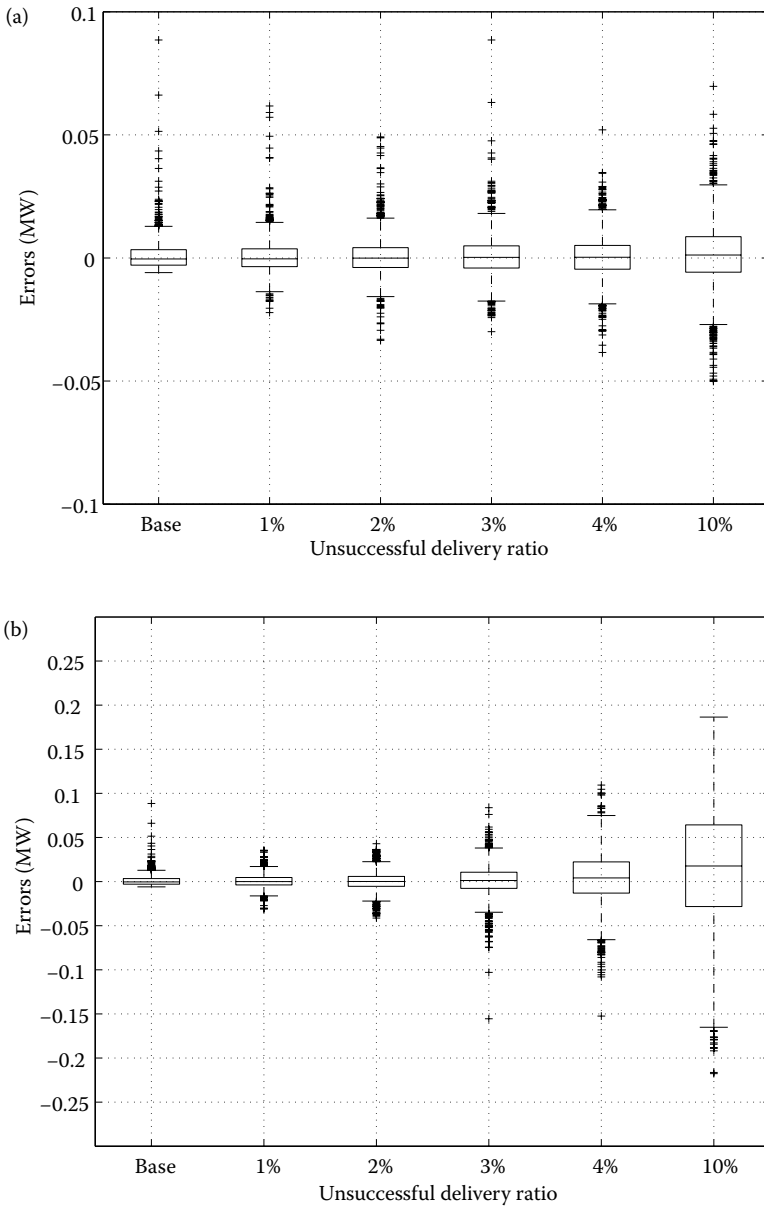 (a)
0.1
0.05
0
−0.05
−0.1
Errors (MW)
Base 1% 2% 3% 4% 10%
Unsuccessful delivery ratio
(b)
0.25
0.2
0.15
0.1
0.05
0
−0.05
−0.1
−0.15
−0.2
−0.25
Errors (MW)
Base 1% 2% 3% 4% 10%
Unsuccessful delivery ratio